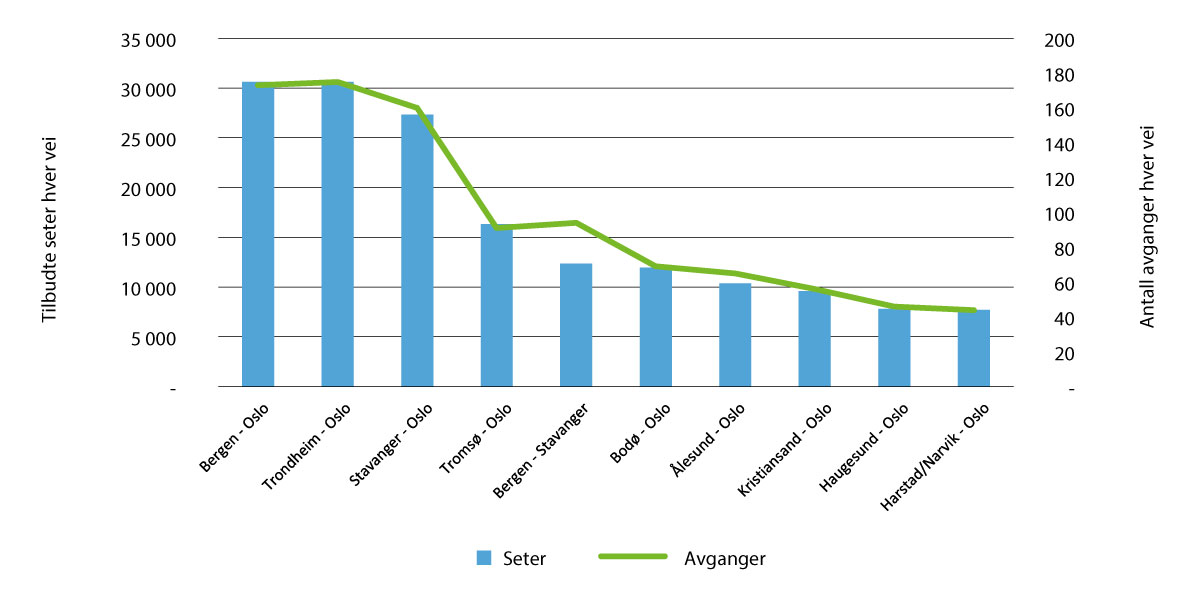 35 000
30 000
25 000
20 000
15 000
10 000
5 000
-
Tilbudte seter hver vei
200
180
160
140
120
100
80
60
40
20
-
Antall avganger hver vei
Bergen - Oslo
Trondheim - Oslo
Stavanger - Oslo
Tromsø - Oslo
Bergen - Stavanger
Bodø - Oslo
Ålesund - Oslo
Kristiansand - Oslo
Haugesund - Oslo
Harstad/Narvik - Oslo
Seter
Avganger